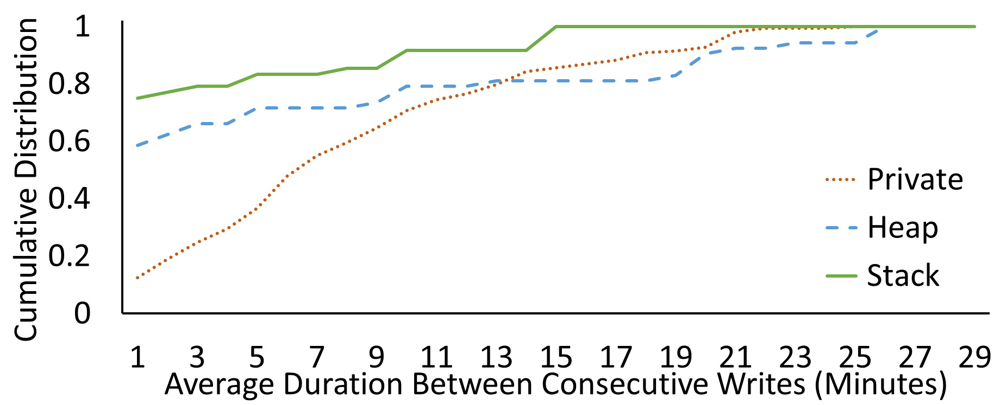 Cumulative Distribution
1
0.8
0.6
0.4
0.2
0
Private
Heap
Stack
1 3 5 7 9 11 13 15 17 19 21 23 25 27 29
Average Duration Between Consecutive Writes (Minutes)